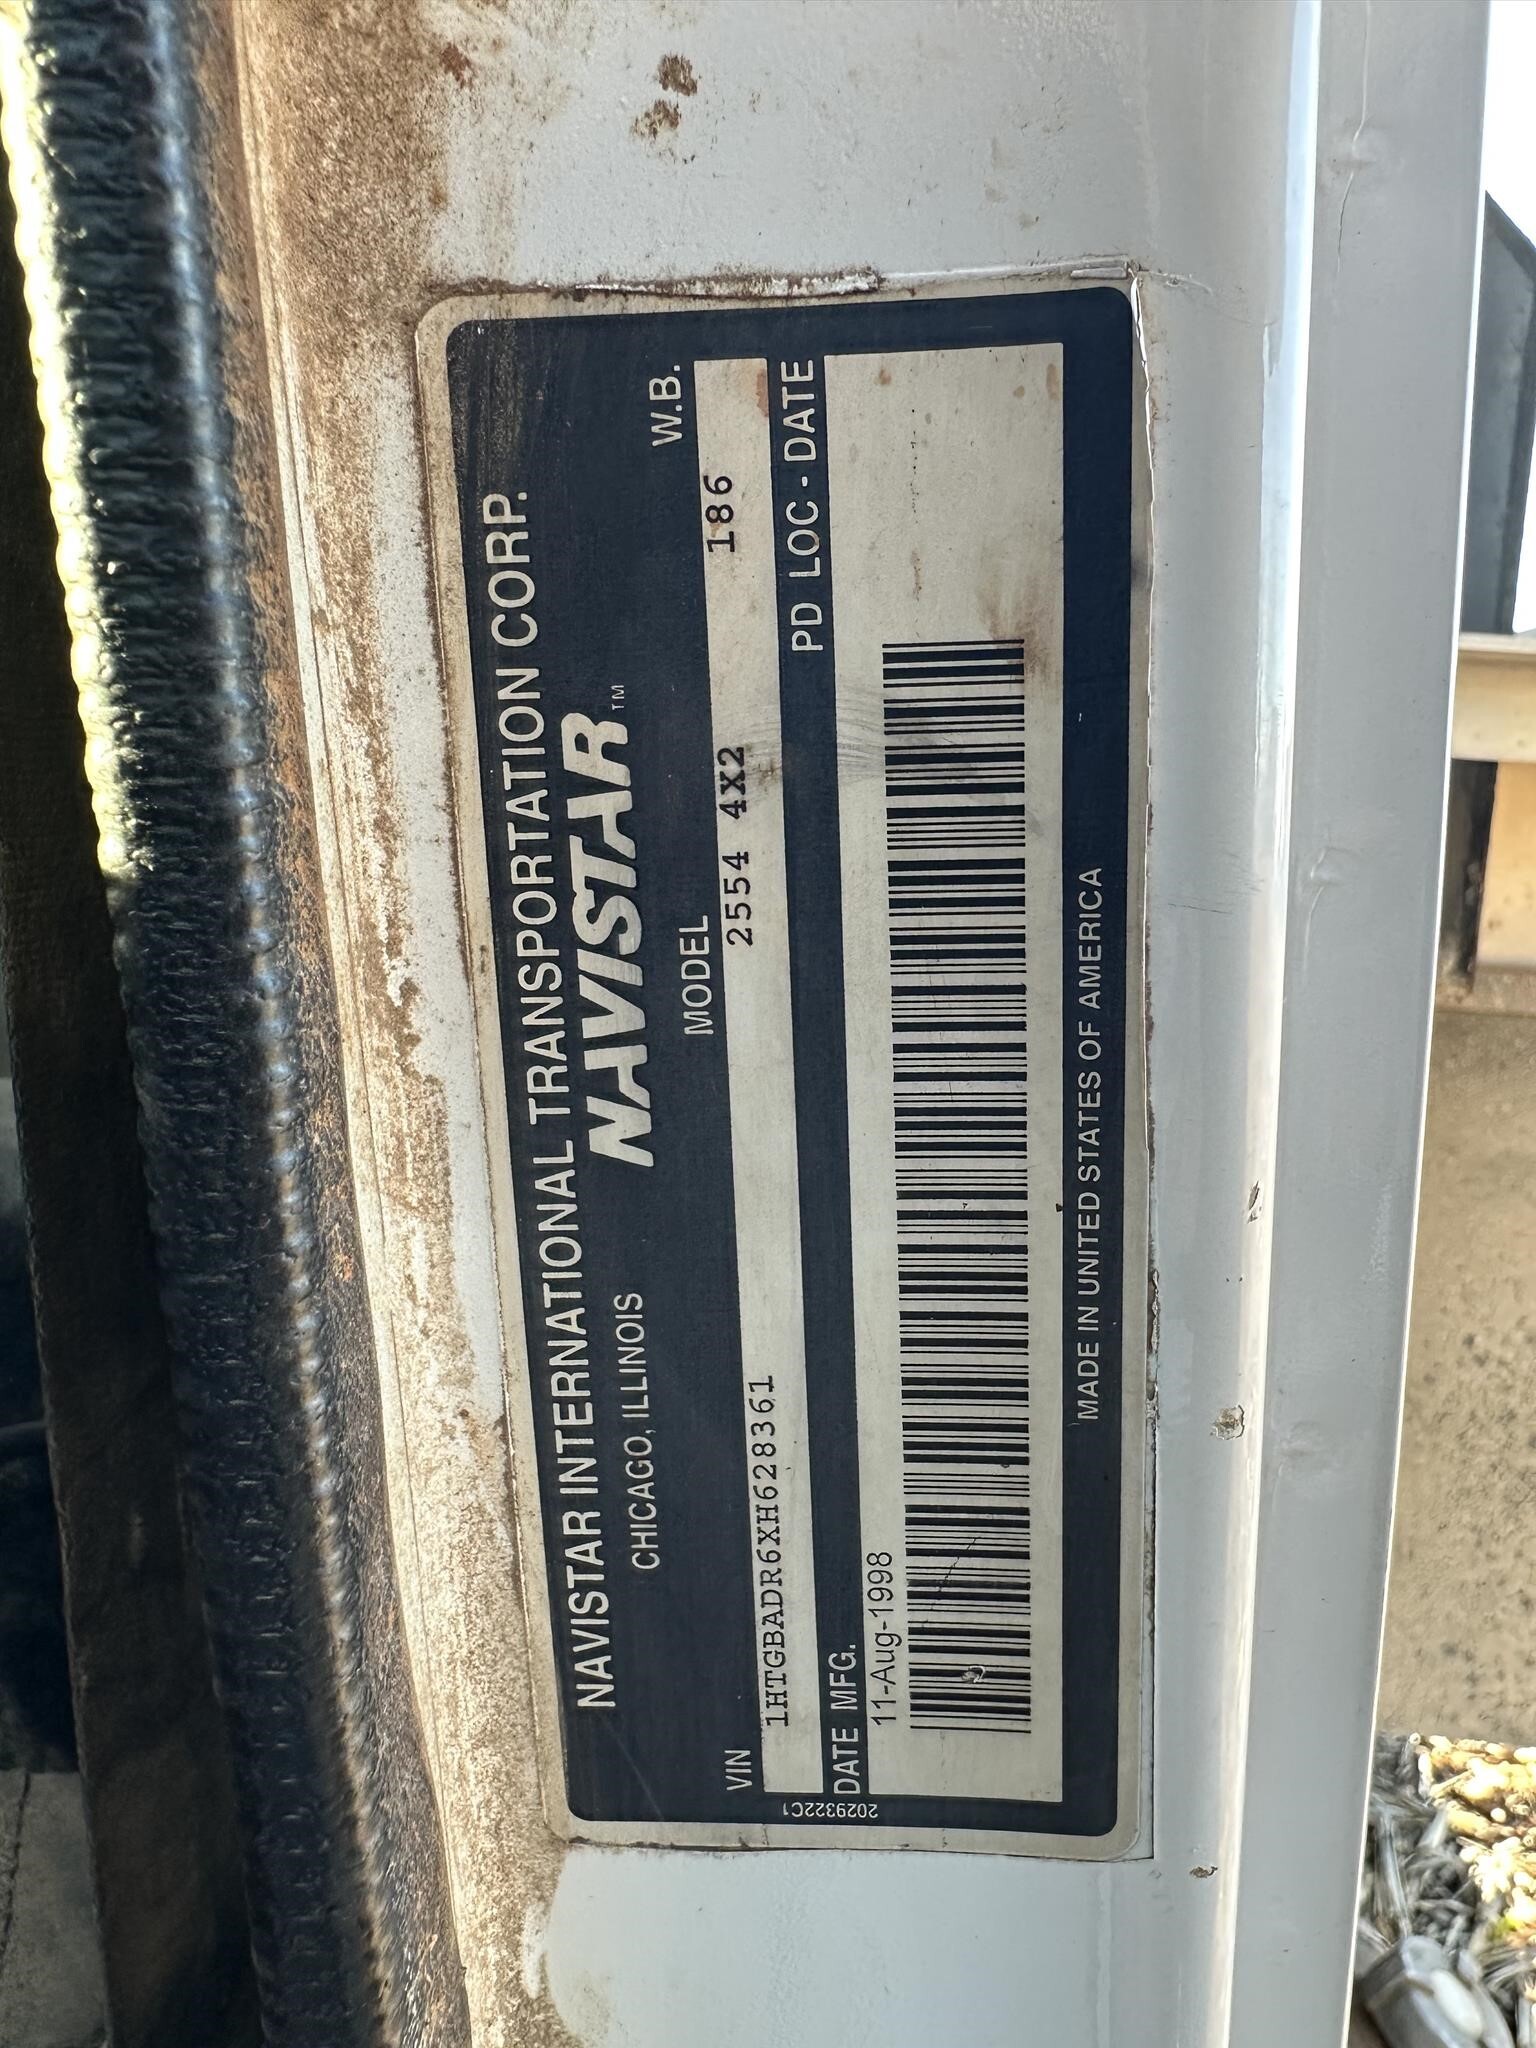 NAVISTAR INTERNATIONAL TRANSPORTATION CORP.
CHICAGO, ILLINOIS NAVISTAR™
VIN MODEL W.B.
1HTGBADR6XH628361 2554 4X2 186
DATE MFG. PD LOC - DATE
11-Aug-1998
MADE IN UNITED STATES OF AMERICA
2029322C1